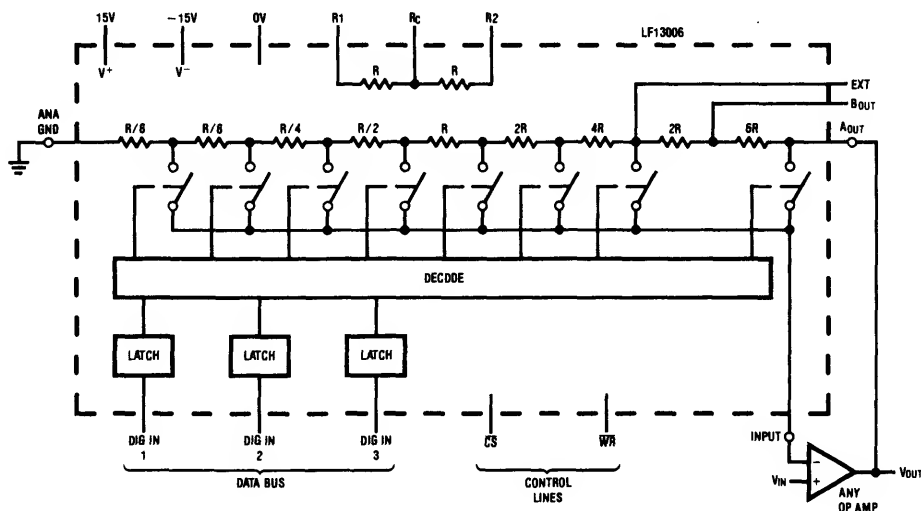 15V
−15V
0V
R1
RC
R2
LF13006
V+
V−
R
R
EXT
BOUT
ANA
GND
R/8
R/8
R/4
R/2
R
2R
4R
2R
6R
AOUT
DECODE
LATCH
LATCH
LATCH
DIG IN
1
DIG IN
2
DIG IN
3
CS
WR
INPUT
DATA BUS
CONTROL
LINES
VIN
−
+
VOUT
ANY
OP AMP